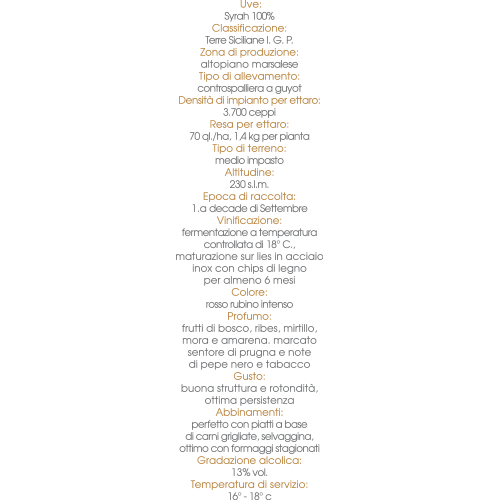 Uve:
Syrah 100%
Classificazione:
Terre Siciliane I. G. P.
Zona di produzione:
altopiano marsalese
Tipo di allevamento:
controspalliera a guyot
Densità di impianto per ettaro:
3.700 ceppi
Resa per ettaro:
70 ql./ha, 1,4 kg per pianta
Tipo di terreno:
medio impasto
Altitudine:
230 s.l.m.
Epoca di raccolta:
1.a decade di Settembre
Vinificazione:
fermentazione a temperatura
controllata di 18° C.,
maturazione sur lies in acciaio
inox con chips di legno
per almeno 6 mesi
Colore:
rosso rubino intenso
Profumo:
frutti di bosco, ribes, mirtillo,
mora e amarena. marcato
sentore di prugna e note
di pepe nero e tabacco
Gusto:
buona struttura e rotondità,
ottima persistenza
Abbinamenti:
perfetto con piatti a base
di carni grigliate, selvaggina,
ottimo con formaggi stagionati
Gradazione alcolica:
13% vol.
Temperatura di servizio:
16° - 18° c